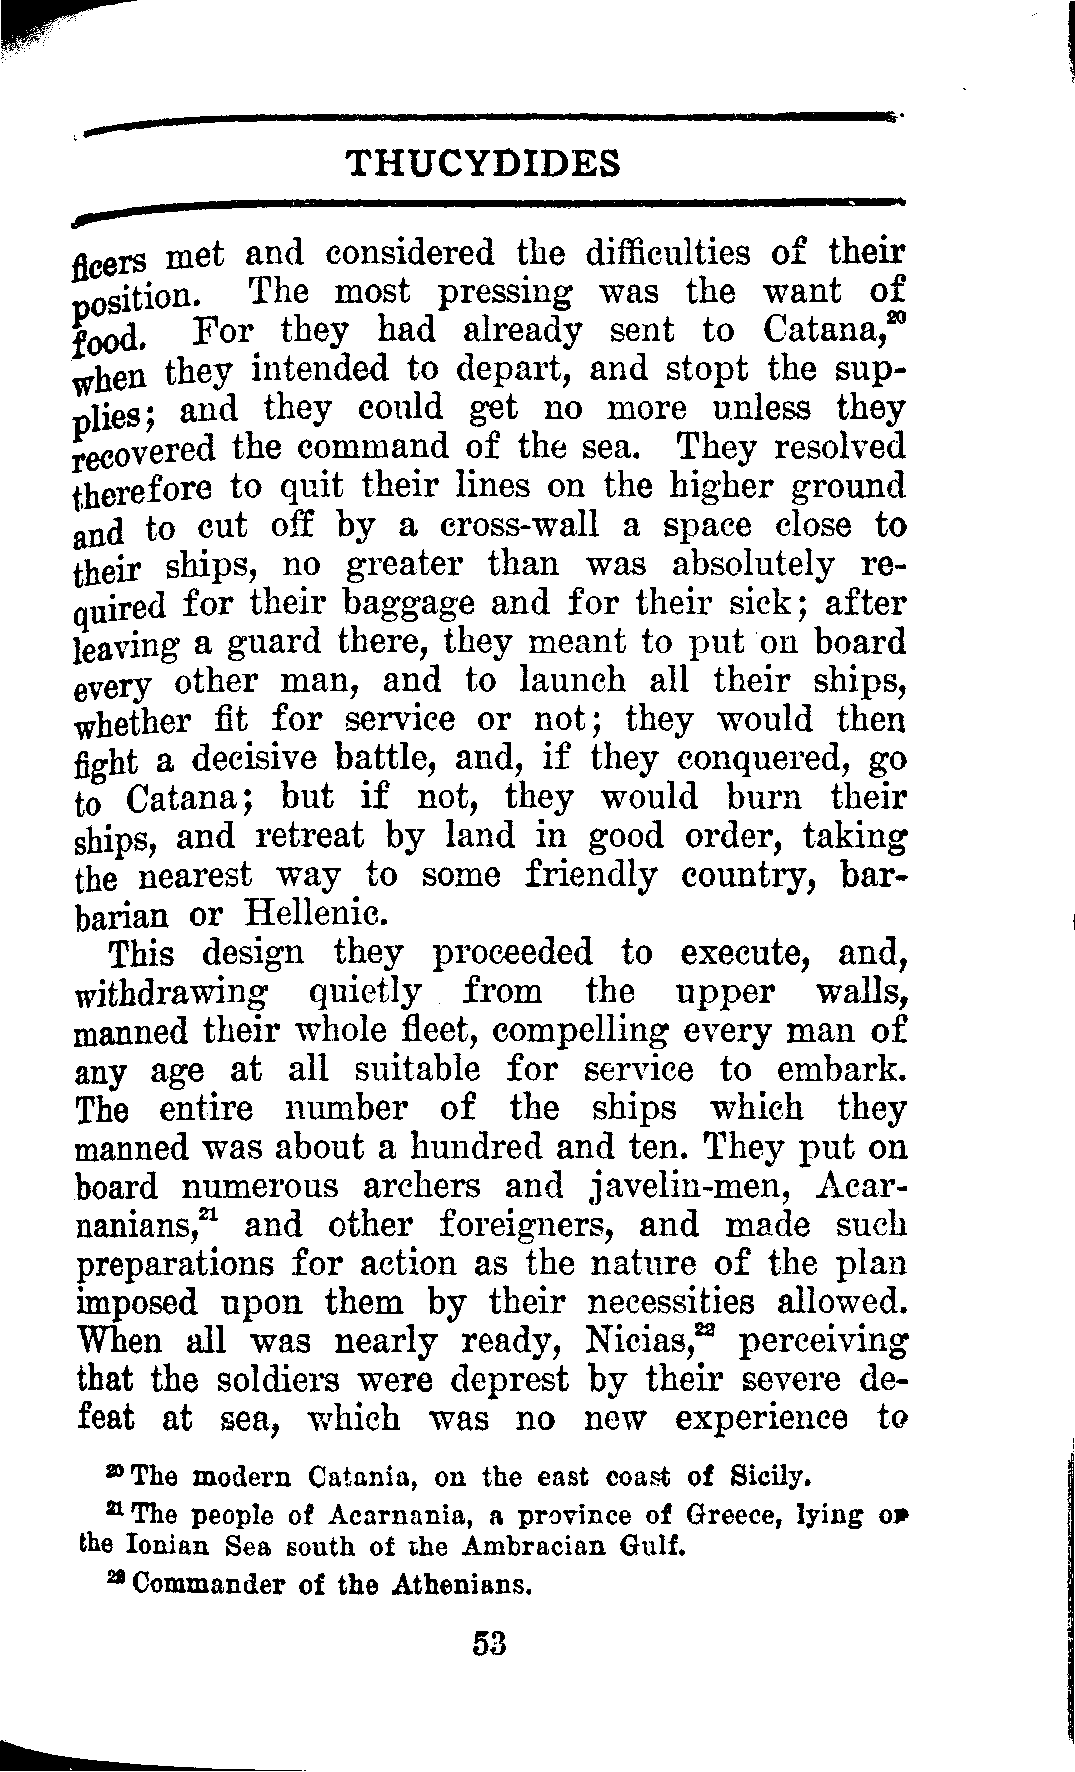 THUCYDIDES
ficers met and considered the difficulties of their
position. The most pressing was the want of
food. For they had already sent to Catana,²⁰
when they intended to depart, and stopt the sup-
plies; and they could get no more unless they
recovered the command of the sea. They resolved
therefore to quit their lines on the higher ground
and to cut off by a cross-wall a space close to
their ships, no greater than was absolutely re-
quired for their baggage and for their sick; after
leaving a guard there, they meant to put on board
every other man, and to launch all their ships,
whether fit for service or not; they would then
fight a decisive battle, and, if they conquered, go
to Catana; but if not, they would burn their
ships, and retreat by land in good order, taking
the nearest way to some friendly country, bar-
barian or Hellenic.
This design they proceeded to execute, and,
withdrawing quietly from the upper walls,
manned their whole fleet, compelling every man of
any age at all suitable for service to embark.
The entire number of the ships which they
manned was about a hundred and ten. They put on
board numerous archers and javelin-men, Acar-
nanians,²¹ and other foreigners, and made such
preparations for action as the nature of the plan
imposed upon them by their necessities allowed.
When all was nearly ready, Nicias,²² perceiving
that the soldiers were deprest by their severe de-
feat at sea, which was no new experience to
²⁰ The modern Catania, on the east coast of Sicily.
²¹ The people of Acarnania, a province of Greece, lying on
the Ionian Sea south of the Ambracian Gulf.
²² Commander of the Athenians.
53